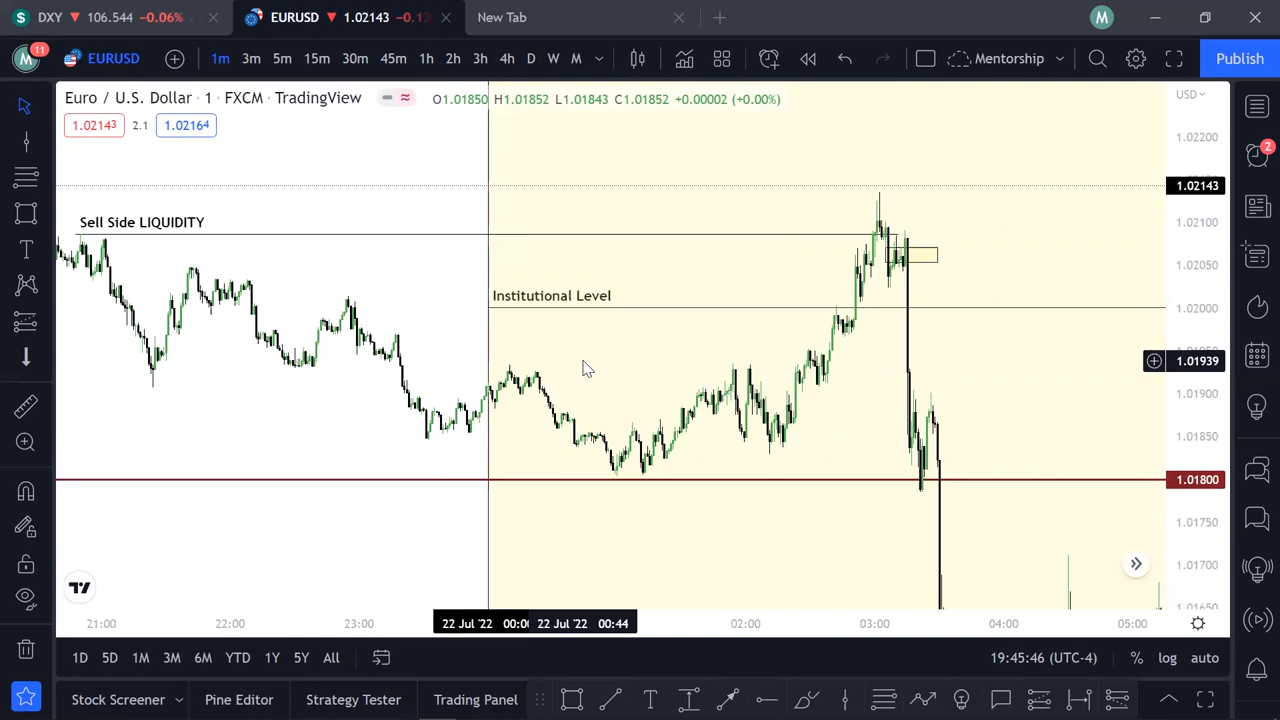 DXY 106.544 −0.06%
EURUSD 1.02143
New Tab
M
M 11 EURUSD 1m 3m 5m 15m 30m 45m 1h 2h 3h 4h D W M Mentorship Publish
Euro / U.S. Dollar · 1 · FXCM · TradingView O1.01850 H1.01852 L1.01843 C1.01852 +0.00002 (+0.00%) USD
1.02143 2.1 1.02164
2
1.02200
1.02143
1.02100
Sell Side LIQUIDITY
1.02050
Institutional Level
1.02000
1.01939
1.01900
1.01850
1.01800
1.01750
1.01700
1.01650
21:00 22:00 23:00 22 Jul '22 22 Jul '22 00:44 02:00 03:00 04:00 05:00
1D 5D 1M 3M 6M YTD 1Y 5Y All 19:45:46 (UTC-4) % log auto
Stock Screener Pine Editor Strategy Tester Trading Panel